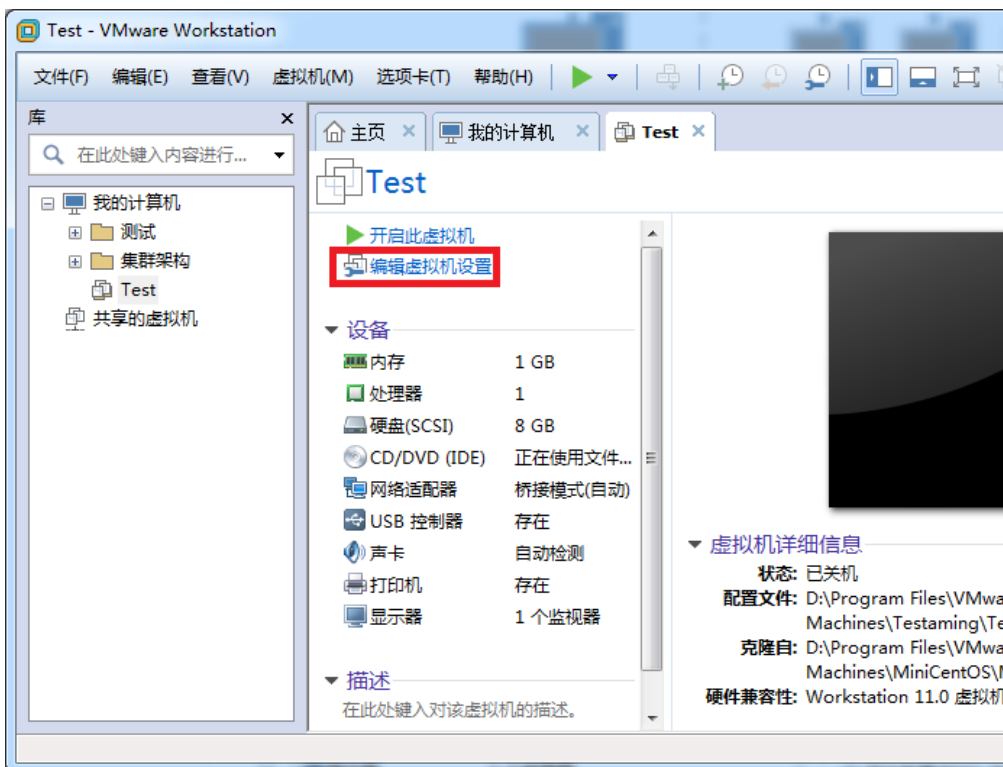 Test - VMware Workstation
文件(F) 编辑(E) 查看(V) 虚拟机(M) 选项卡(T) 帮助(H)
库
在此处键入内容进行...
我的计算机
测试
集群架构
Test
共享的虚拟机
主页 我的计算机 Test
Test
开启此虚拟机
编辑虚拟机设置
设备
内存 1 GB
处理器 1
硬盘(SCSI) 8 GB
CD/DVD (IDE) 正在使用文件...
网络适配器 桥接模式(自动)
USB 控制器 存在
声卡 自动检测
打印机 存在
显示器 1 个监视器
描述
在此处键入对该虚拟机的描述。
虚拟机详细信息
状态: 已关机
配置文件: D:\Program Files\VMwa
Machines\Testaming\Te
克隆自: D:\Program Files\VMwa
Machines\MiniCentOS\
硬件兼容性: Workstation 11.0 虚拟机